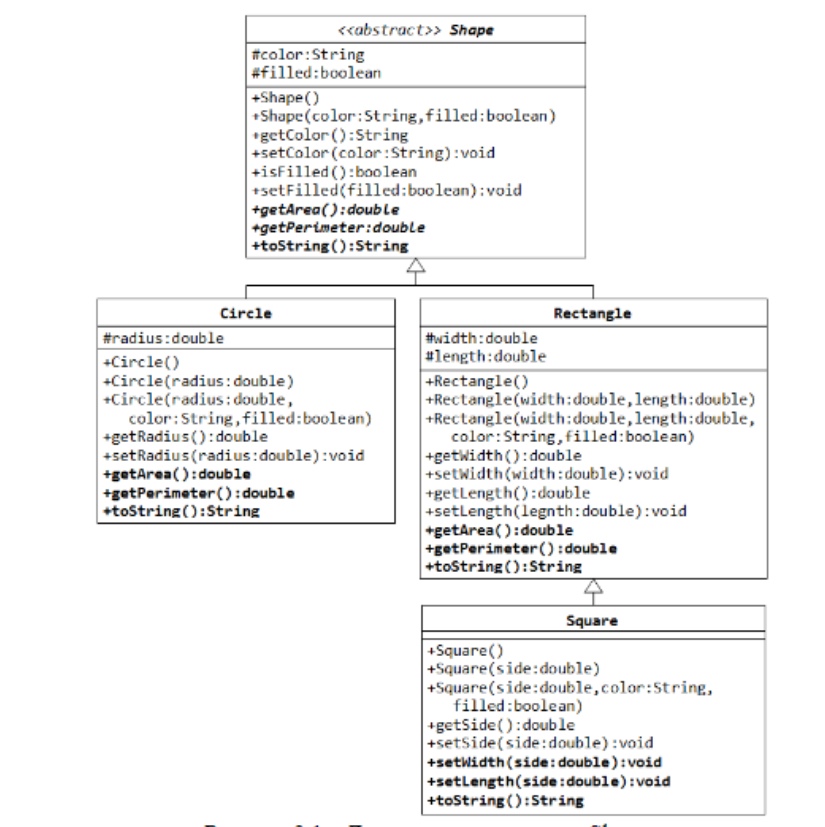 <<abstract>> Shape
#color:String
#filled:boolean
+Shape()
+Shape(color:String,filled:boolean)
+getColor():String
+setColor(color:String):void
+isFilled():boolean
+setFilled(filled:boolean):void
+getArea():double
+getPerimeter:double
+toString():String
Circle
#radius:double
+Circle()
+Circle(radius:double)
+Circle(radius:double,
color:String,filled:boolean)
+getRadius():double
+setRadius(radius:double):void
+getArea():double
+getPerimeter():double
+toString():String
Rectangle
#width:double
#length:double
+Rectangle()
+Rectangle(width:double,length:double)
+Rectangle(width:double,length:double,
color:String,filled:boolean)
+getWidth():double
+setWidth(width:double):void
+getLength():double
+setLength(legnth:double):void
+getArea():double
+getPerimeter():double
+toString():String
Square
+Square()
+Square(side:double)
+Square(side:double,color:String,
filled:boolean)
+getSide():double
+setSide(side:double):void
+setWidth(side:double):void
+setLength(side:double):void
+toString():String